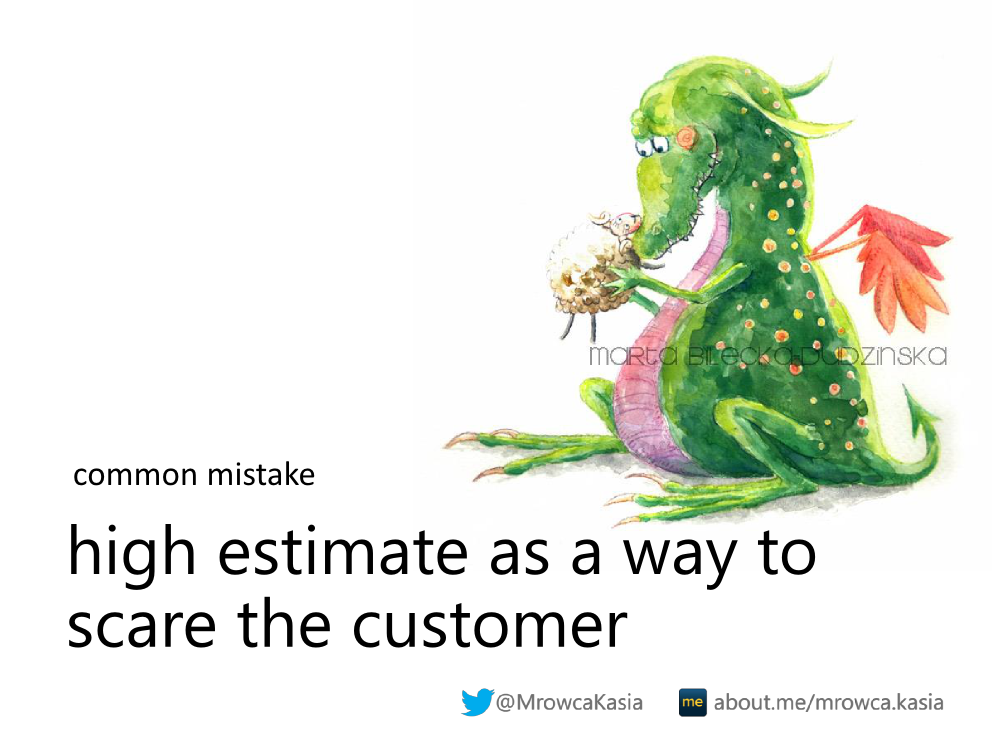 MARTA BILECKA-DUDZINSKA
common mistake
high estimate as a way to
scare the customer
@MrowcaKasia
me about.me/mrowca.kasia